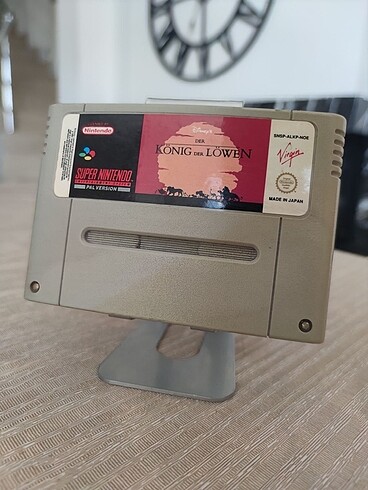 LICENSED BY
Nintendo
SUPER NINTENDO
ENTERTAINMENT SYSTEM
PAL VERSION
Disney's
DER
KÖNIG DER LÖWEN
SNSP-ALKP-NOE
Virgin
MADE IN JAPAN